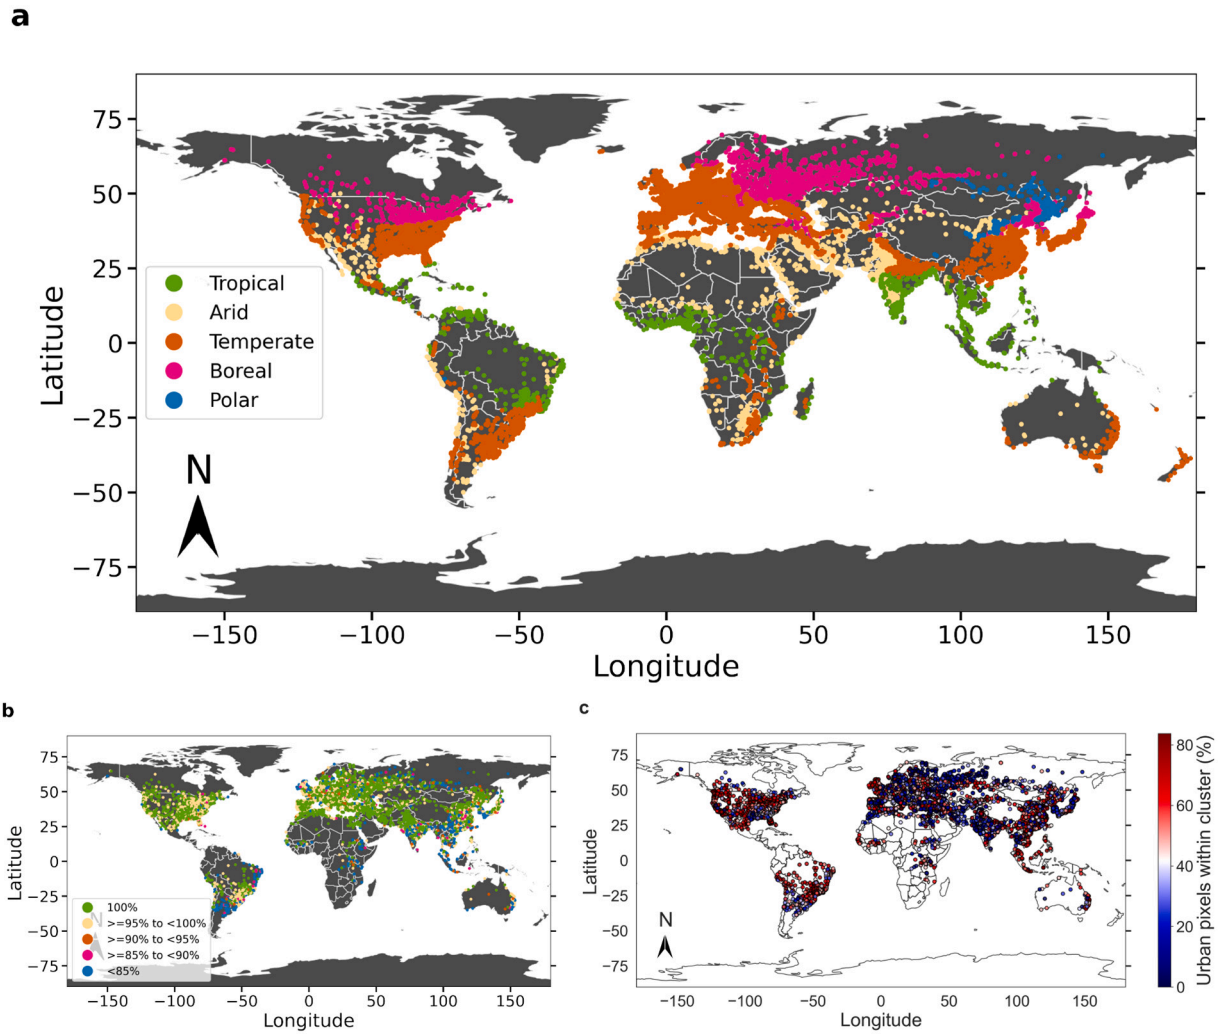 a
75
50
25
0
−25
−50
−75
Latitude
Tropical
Arid
Temperate
Boreal
Polar
N
−150
−100
−50
0
50
100
150
Longitude
b
75
50
25
0
−25
−50
−75
Latitude
N
100%
>=95% to <100%
>=90% to <95%
>=85% to <90%
<85%
−150
−100
−50
0
50
100
150
Longitude
c
75
50
25
0
−25
−50
−75
Latitude
N
−150
−100
−50
0
50
100
150
Longitude
80
60
40
20
0
Urban pixels within cluster (%)